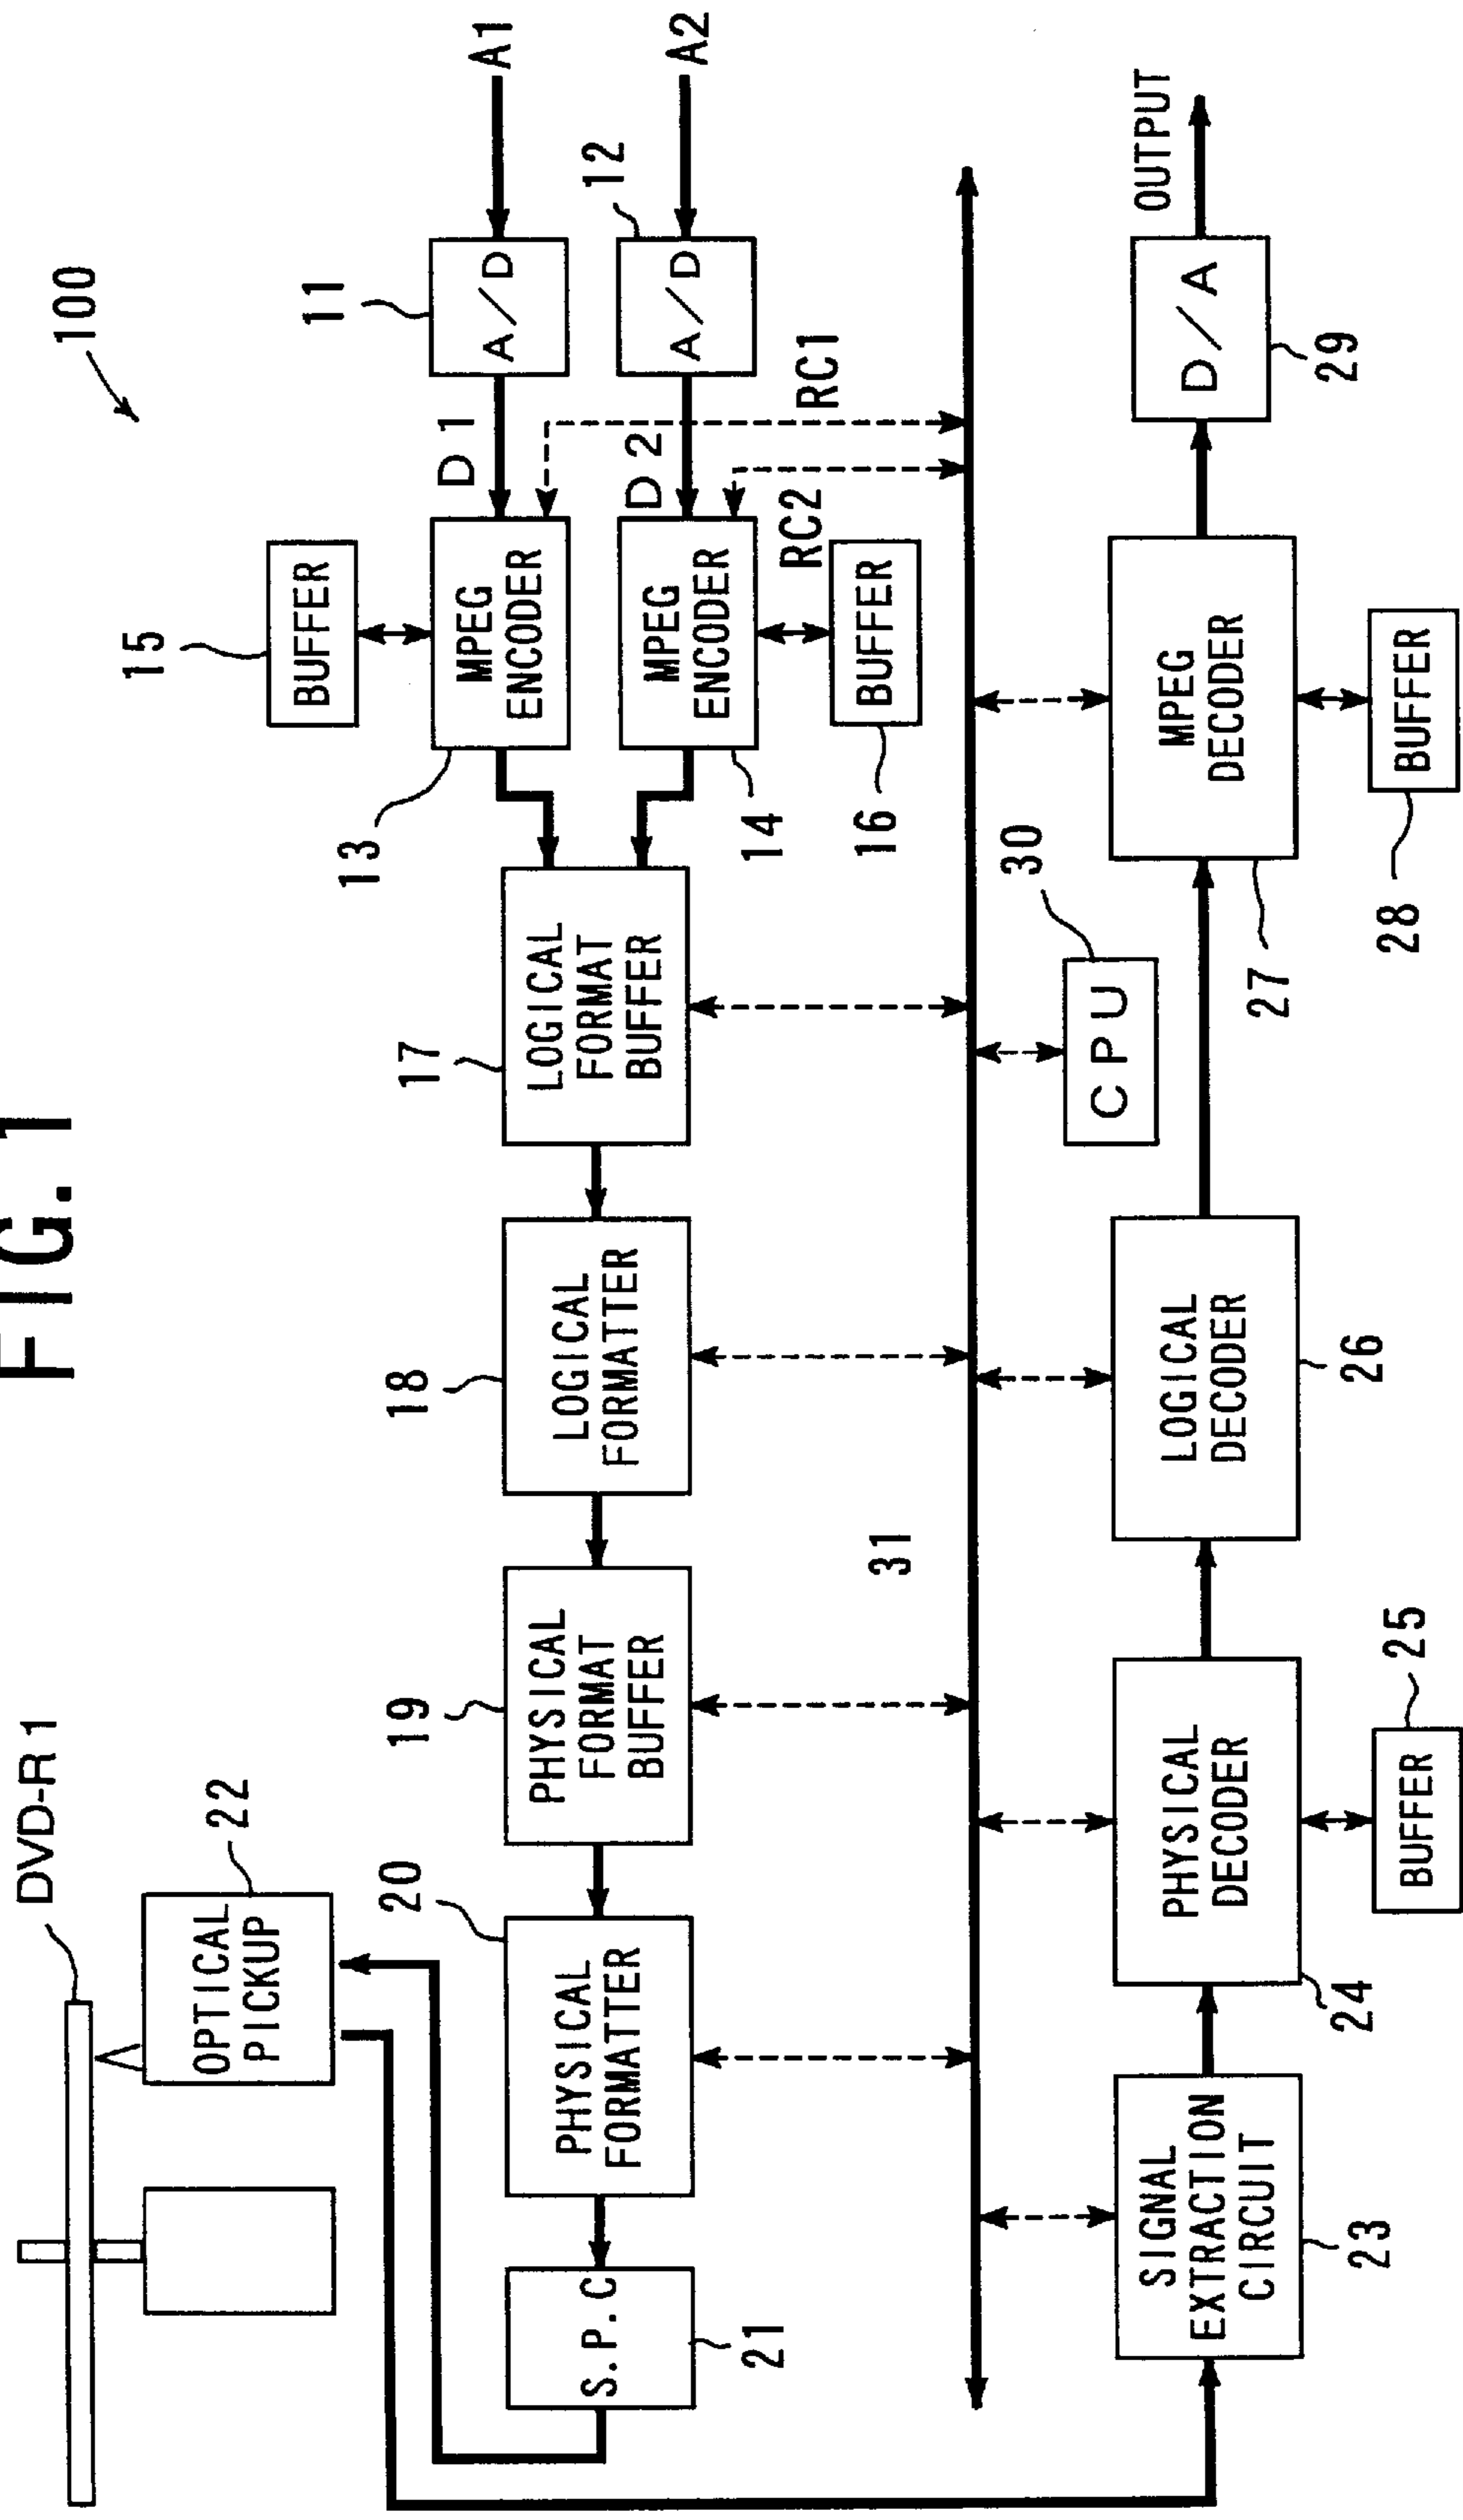 FIG. 1
100
DVD-R 1
22
OPTICAL
PICKUP
15
BUFFER
11
A1
A/D
D1
13
MPEG
ENCODER
12
A2
A/D
D2
14
MPEG
ENCODER
RC1
RC2
16
BUFFER
17
LOGICAL
FORMAT
BUFFER
18
LOGICAL
FORMATTER
19
PHYSICAL
FORMAT
BUFFER
20
PHYSICAL
FORMATTER
21
S.P.C
31
30
CPU
23
SIGNAL
EXTRACTION
CIRCUIT
24
PHYSICAL
DECODER
25
BUFFER
26
LOGICAL
DECODER
27
MPEG
DECODER
28
BUFFER
29
D/A
OUTPUT